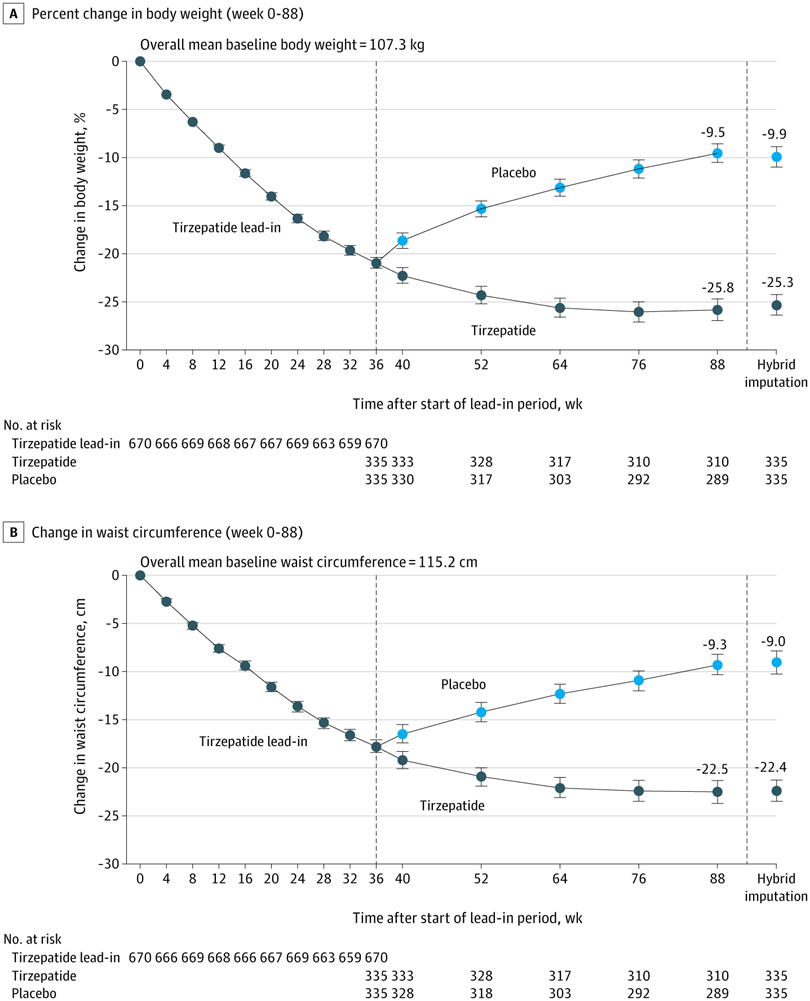 A Percent change in body weight (week 0-88)
Overall mean baseline body weight = 107.3 kg
0
-5
-10
-15
-20
-25
-30
Change in body weight, %
-9.5
-9.9
Placebo
Tirzepatide lead-in
-25.8
-25.3
Tirzepatide
0 4 8 12 16 20 24 28 32 36 40 52 64 76 88 Hybrid
imputation
Time after start of lead-in period, wk
No. at risk
Tirzepatide lead-in 670 666 669 668 667 667 669 663 659 670
Tirzepatide 335 333 328 317 310 310 335
Placebo 335 330 317 303 292 289 335
B Change in waist circumference (week 0-88)
Overall mean baseline waist circumference = 115.2 cm
0
-5
-10
-15
-20
-25
-30
Change in waist circumference, cm
-9.3
-9.0
Placebo
Tirzepatide lead-in
-22.5
-22.4
Tirzepatide
0 4 8 12 16 20 24 28 32 36 40 52 64 76 88 Hybrid
imputation
Time after start of lead-in period, wk
No. at risk
Tirzepatide lead-in 670 666 669 668 666 667 669 663 659 670
Tirzepatide 335 333 328 317 310 310 335
Placebo 335 328 318 303 292 289 335